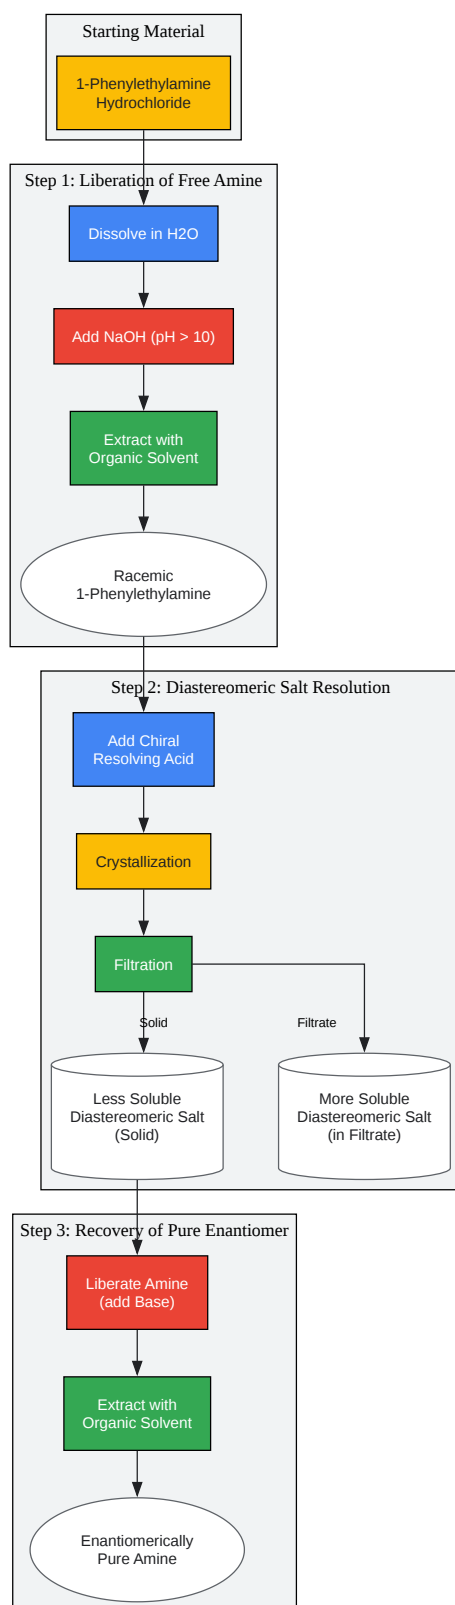 Starting Material
1-Phenylethylamine
Hydrochloride
Step 1: Liberation of Free Amine
Dissolve in H2O
Add NaOH (pH > 10)
Extract with
Organic Solvent
Racemic
1-Phenylethylamine
Step 2: Diastereomeric Salt Resolution
Add Chiral
Resolving Acid
Crystallization
Filtration
Solid
Filtrate
Less Soluble
Diastereomeric Salt
(Solid)
More Soluble
Diastereomeric Salt
(in Filtrate)
Step 3: Recovery of Pure Enantiomer
Liberate Amine
(add Base)
Extract with
Organic Solvent
Enantiomerically
Pure Amine